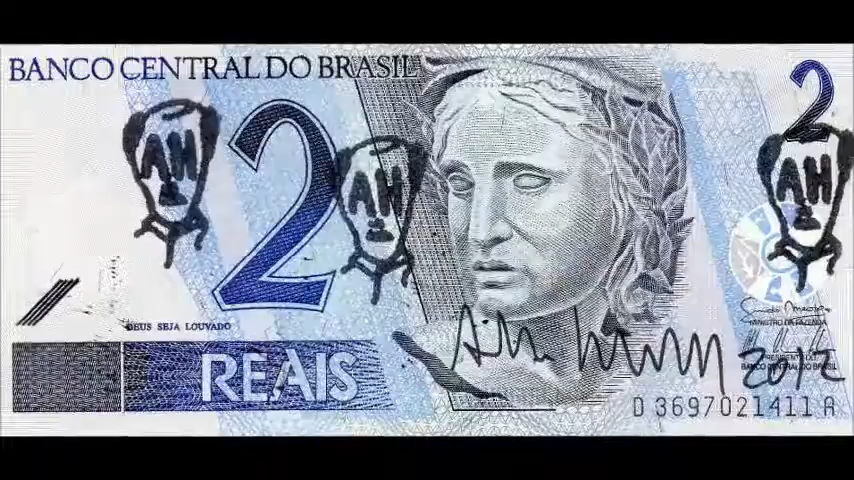 BANCO CENTRAL DO BRASIL
2
2
AH
AH
AH
DEUS SEJA LOUVADO
MINISTRO DA FAZENDA
BANCO CENTRAL DO BRASIL
2012
REAIS
D 3697021411 A